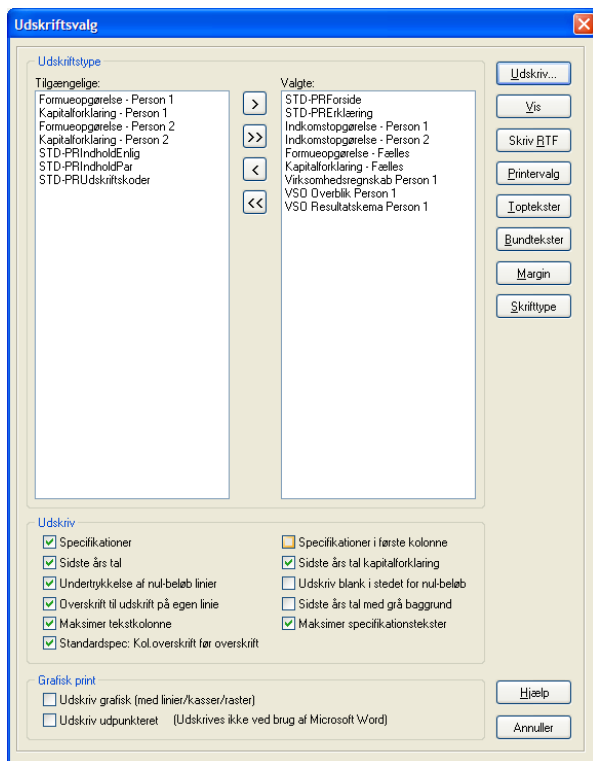 Udskriftsvalg
Udskriftstype
Tilgængelige:
Formueopgørelse - Person 1
Kapitalforklaring - Person 1
Formueopgørelse - Person 2
Kapitalforklaring - Person 2
STD-PRIndholdEnlig
STD-PRIndholdPar
STD-PRUdskriftskoder
>
>>
<
<<
Valgte:
STD-PRForside
STD-PRErklæring
Indkomstopgørelse - Person 1
Indkomstopgørelse - Person 2
Formueopgørelse - Fælles
Kapitalforklaring - Fælles
Virksomhedsregnskab Person 1
VSO Overblik Person 1
VSO Resultatskema Person 1
Udskriv...
Vis
Skriv RTF
Printervalg
Toptekster
Bundtekster
Margin
Skrifttype
Udskriv
Specifikationer
Sidste års tal
Undertrykkelse af nul-beløb linier
Overskrift til udskrift på egen linie
Maksimer tekstkolonne
Standardspec: Kol.overskrift før overskrift
Specifikationer i første kolonne
Sidste års tal kapitalforklaring
Udskriv blank i stedet for nul-beløb
Sidste års tal med grå baggrund
Maksimer specifikationstekster
Grafisk print
Udskriv grafisk (med linier/kasser/raster)
Udskriv udpunkteret (Udskrives ikke ved brug af Microsoft Word)
Hjælp
Annuller